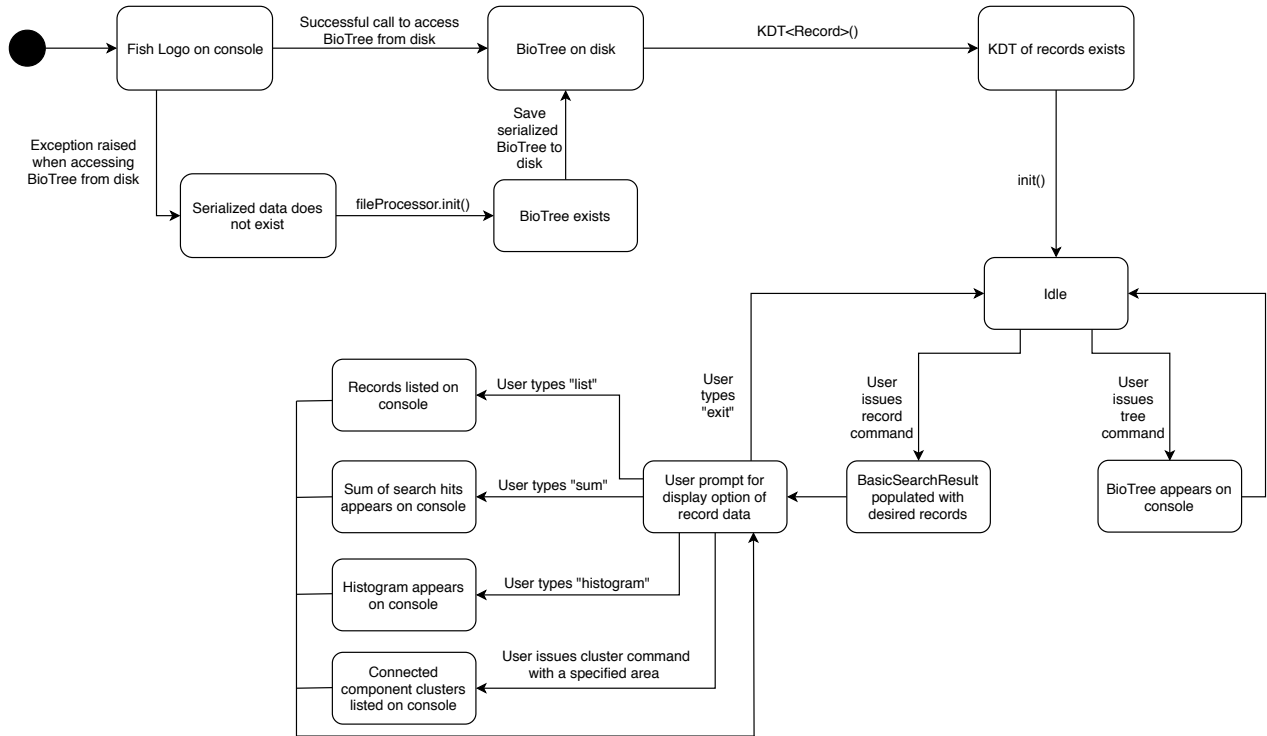 Fish Logo on console
Successful call to access
BioTree from disk
BioTree on disk
KDT<Record>()
KDT of records exists
Exception raised
when accessing
BioTree from disk
Save
serialized
BioTree to
disk
Serialized data does
not exist
fileProcessor.init()
BioTree exists
init()
Idle
User
types
"exit"
User
issues
record
command
User
issues
tree
command
Records listed on
console
User types "list"
Sum of search hits
appears on console
User types "sum"
User prompt for
display option of
record data
BasicSearchResult
populated with
desired records
BioTree appears on
console
Histogram appears
on console
User types "histogram"
Connected
component clusters
listed on console
User issues cluster command
with a specified area